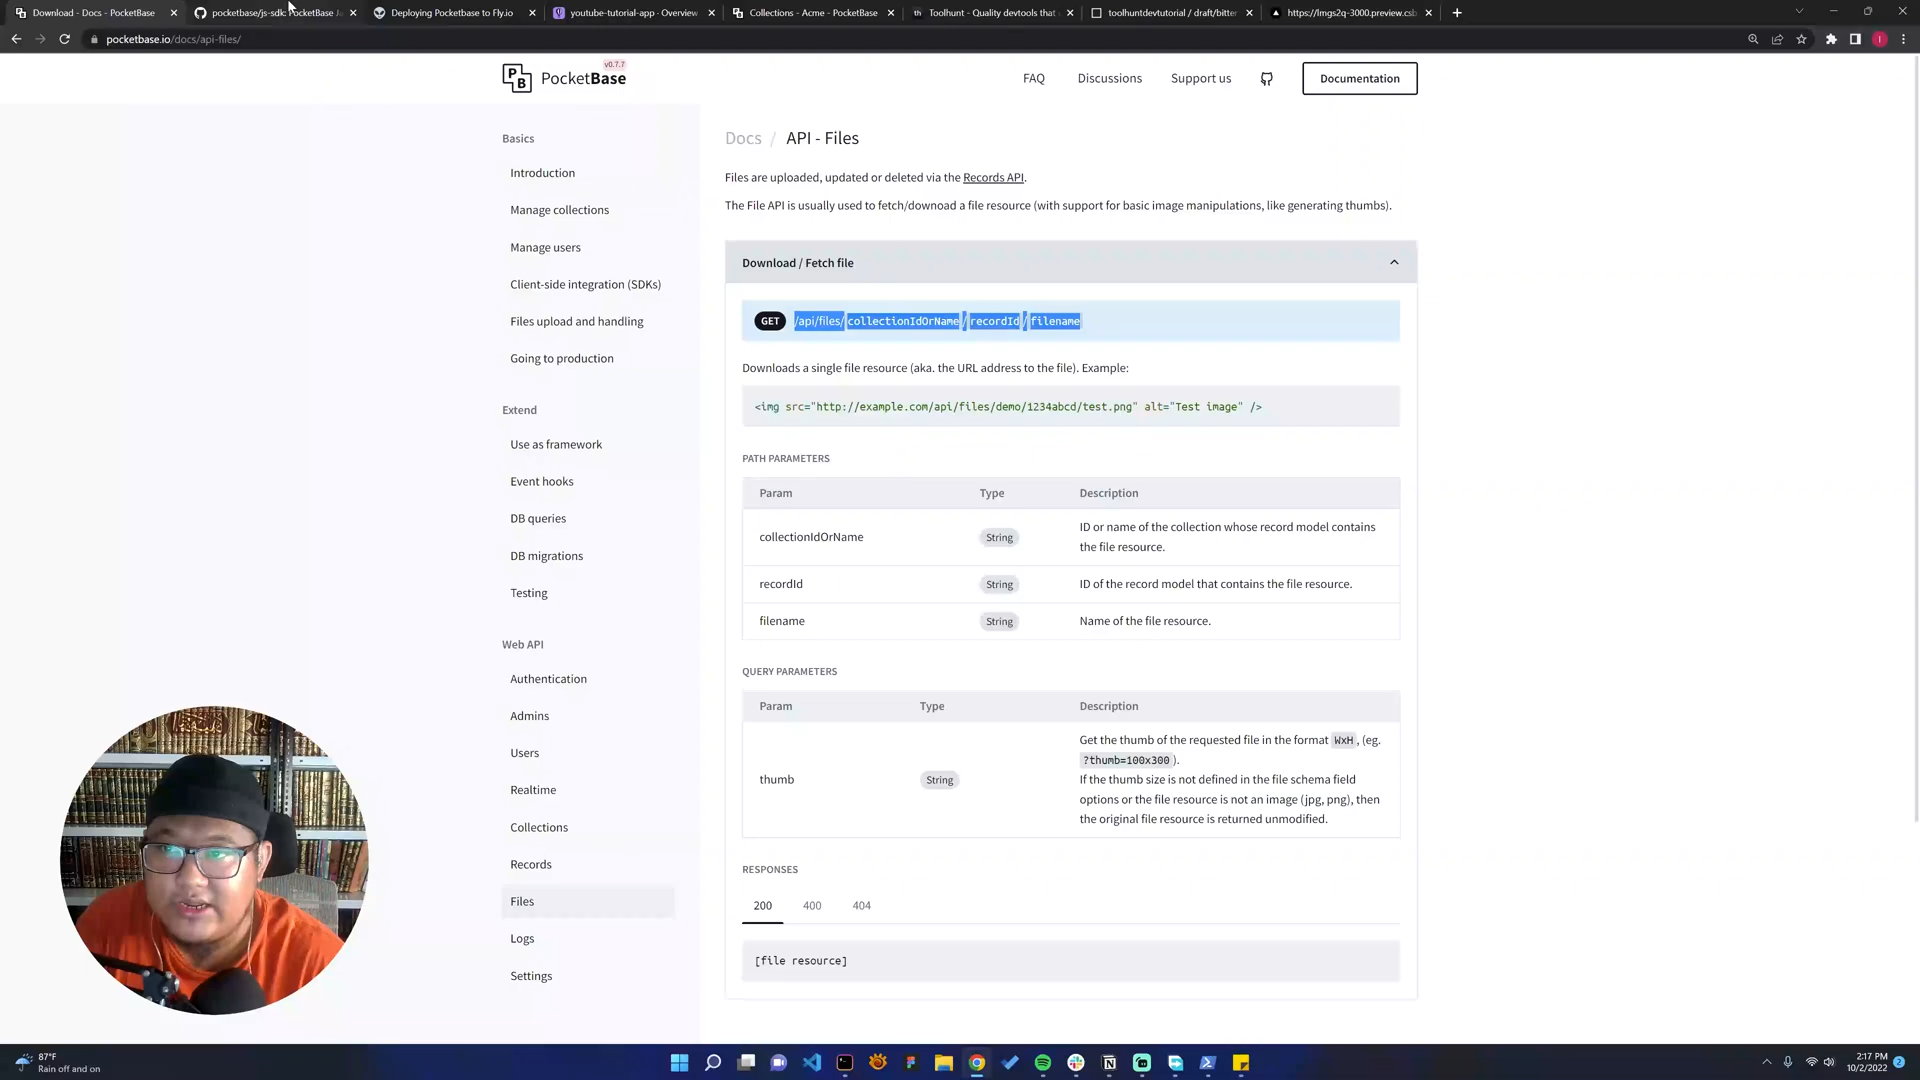 Download - Docs - PocketBase
pocketbase/js-sdk: PocketBase Ja
Deploying Pocketbase to Fly.io
youtube-tutorial-app · Overview
Collections - Acme - PocketBase
Toolhunt - Quality devtools that
toolhuntdevtutorial / draft/bitter
https://lmgs2q-3000.preview.csb
pocketbase.io/docs/api-files/
PocketBase
v0.7.7
FAQ
Discussions
Support us
Documentation
Basics
Introduction
Manage collections
Manage users
Client-side integration (SDKs)
Files upload and handling
Going to production
Extend
Use as framework
Event hooks
DB queries
DB migrations
Testing
Web API
Authentication
Admins
Users
Realtime
Collections
Records
Files
Logs
Settings
Docs / API - Files
Files are uploaded, updated or deleted via the Records API.
The File API is usually used to fetch/downoad a file resource (with support for basic image manipulations, like generating thumbs).
Download / Fetch file
GET /api/files/collectionIdOrName/recordId/filename
Downloads a single file resource (aka. the URL address to the file). Example:
<img src="http://example.com/api/files/demo/1234abcd/test.png" alt="Test image" />
PATH PARAMETERS
Param Type Description
collectionIdOrName String ID or name of the collection whose record model contains
the file resource.
recordId String ID of the record model that contains the file resource.
filename String Name of the file resource.
QUERY PARAMETERS
Param Type Description
thumb String Get the thumb of the requested file in the format WxH, (eg.
?thumb=100x300).
If the thumb size is not defined in the file schema field
options or the file resource is not an image (jpg, png), then
the original file resource is returned unmodified.
RESPONSES
200 400 404
[file resource]
87°F
Rain off and on
2:17 PM
10/2/2022